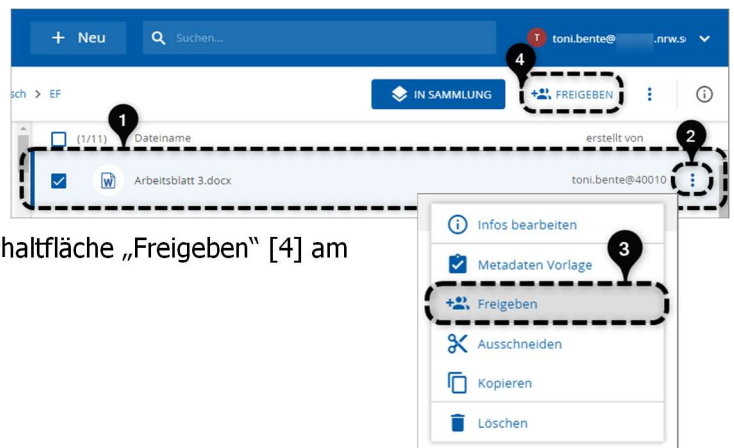 + Neu Suchen... T toni.bente@ .nrw.s
4
sch > EF IN SAMMLUNG FREIGEBEN
1
(1/11) Dateiname erstellt von
2
Arbeitsblatt 3.docx toni.bente@40010
Infos bearbeiten
haltfläche „Freigeben“ [4] am
3
Metadaten Vorlage
Freigeben
Ausschneiden
Kopieren
Löschen